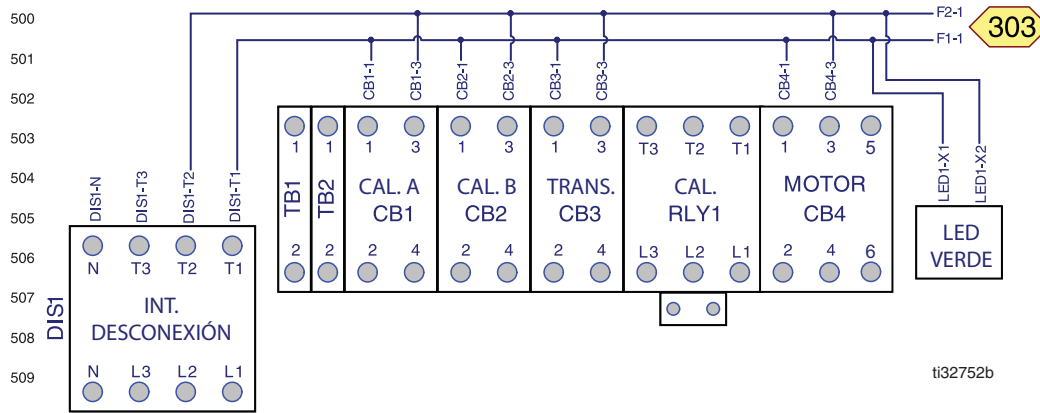 500
501
502
503
504
505
506
507
508
509
F2-1
F1-1
303
CB1-1
CB1-3
CB2-1
CB2-3
CB3-1
CB3-3
CB4-1
CB4-3
LED1-X1
LED1-X2
DIS1-N
DIS1-T3
DIS1-T2
DIS1-T1
1 1 1 3 1 3 1 3 T3 T2 T1 1 3 5
TB1
TB2
CAL. A
CB1
CAL. B
CB2
TRANS.
CB3
CAL.
RLY1
MOTOR
CB4
2 2 2 4 2 4 2 4 L3 L2 L1 2 4 6
LED
VERDE
DIS1
N T3 T2 T1
INT.
DESCONEXIÓN
N L3 L2 L1
ti32752b